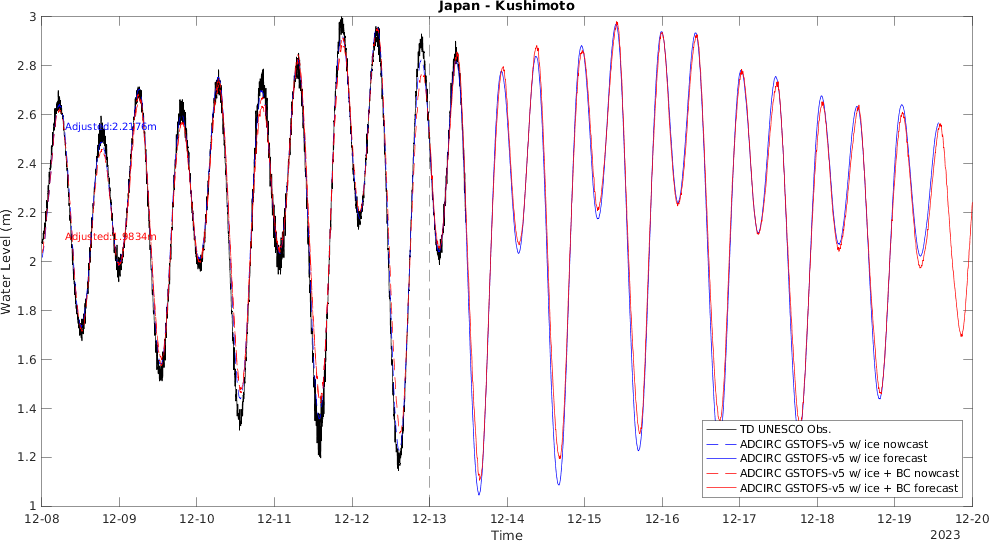 Japan - Kushimoto
3
2.8
2.6
2.4
2.2
2
1.8
1.6
1.4
1.2
1
Water Level (m)
Adjusted:2.2176m
Adjusted:1.9834m
TD UNESCO Obs.
ADCIRC GSTOFS-v5 w/ ice nowcast
ADCIRC GSTOFS-v5 w/ ice forecast
ADCIRC GSTOFS-v5 w/ ice + BC nowcast
ADCIRC GSTOFS-v5 w/ ice + BC forecast
12-08 12-09 12-10 12-11 12-12 12-13 12-14 12-15 12-16 12-17 12-18 12-19 12-20
Time
2023